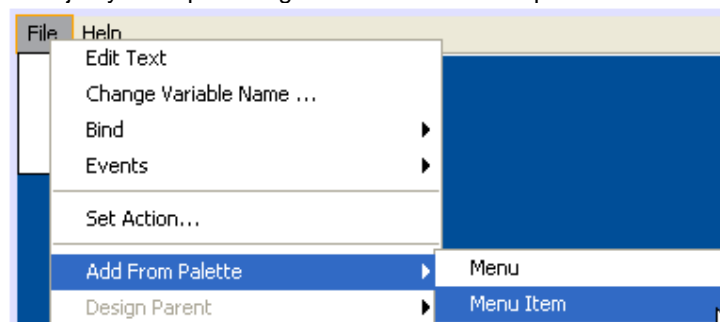 File Help
Edit Text
Change Variable Name ...
Bind
Events
Set Action...
Add From Palette
Menu
Design Parent
Menu Item